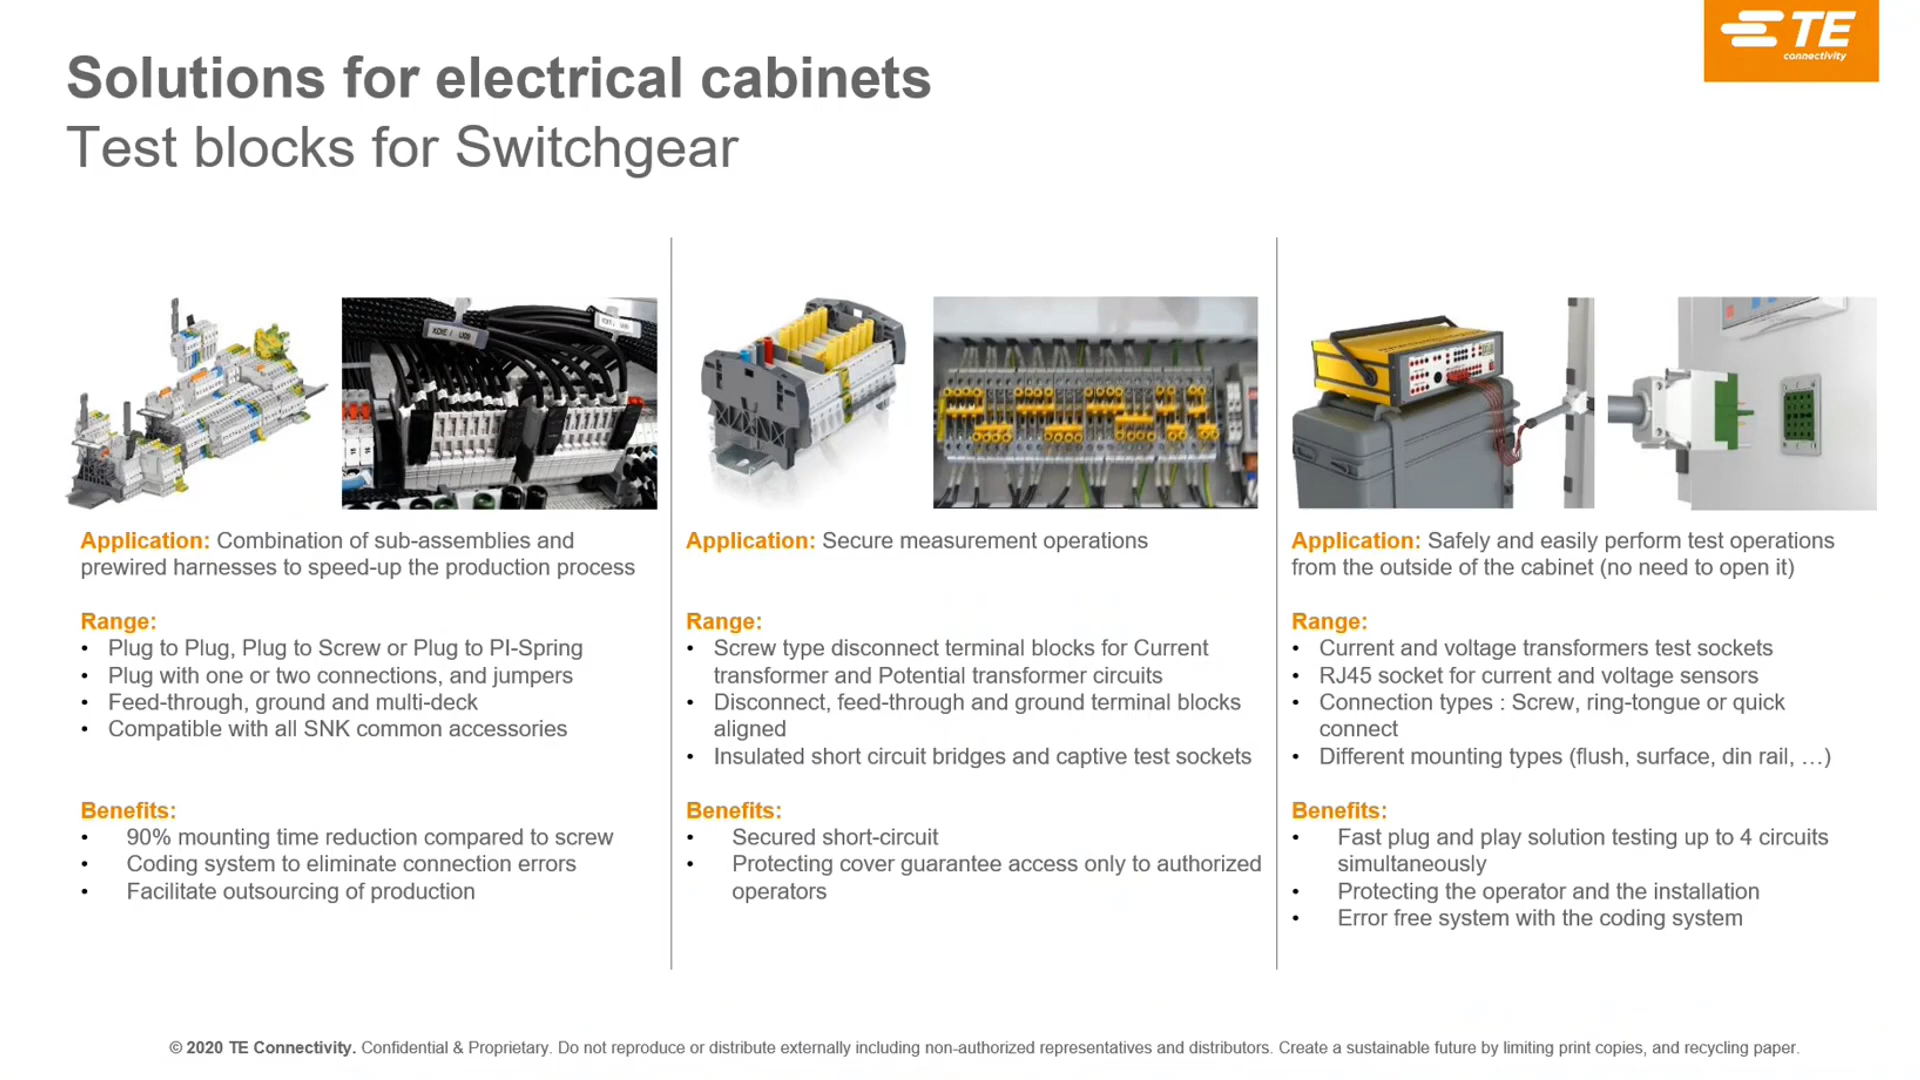 TE
connectivity
Solutions for electrical cabinets
Test blocks for Switchgear
Application: Combination of sub-assemblies and
prewired harnesses to speed-up the production process
Range:
• Plug to Plug, Plug to Screw or Plug to PI-Spring
• Plug with one or two connections, and jumpers
• Feed-through, ground and multi-deck
• Compatible with all SNK common accessories
Benefits:
• 90% mounting time reduction compared to screw
• Coding system to eliminate connection errors
• Facilitate outsourcing of production
Application: Secure measurement operations
Range:
• Screw type disconnect terminal blocks for Current
transformer and Potential transformer circuits
• Disconnect, feed-through and ground terminal blocks
aligned
• Insulated short circuit bridges and captive test sockets
Benefits:
• Secured short-circuit
• Protecting cover guarantee access only to authorized
operators
Application: Safely and easily perform test operations
from the outside of the cabinet (no need to open it)
Range:
• Current and voltage transformers test sockets
• RJ45 socket for current and voltage sensors
• Connection types : Screw, ring-tongue or quick
connect
• Different mounting types (flush, surface, din rail, …)
Benefits:
• Fast plug and play solution testing up to 4 circuits
simultaneously
• Protecting the operator and the installation
• Error free system with the coding system
© 2020 TE Connectivity. Confidential & Proprietary. Do not reproduce or distribute externally including non-authorized representatives and distributors. Create a sustainable future by limiting print copies, and recycling paper.